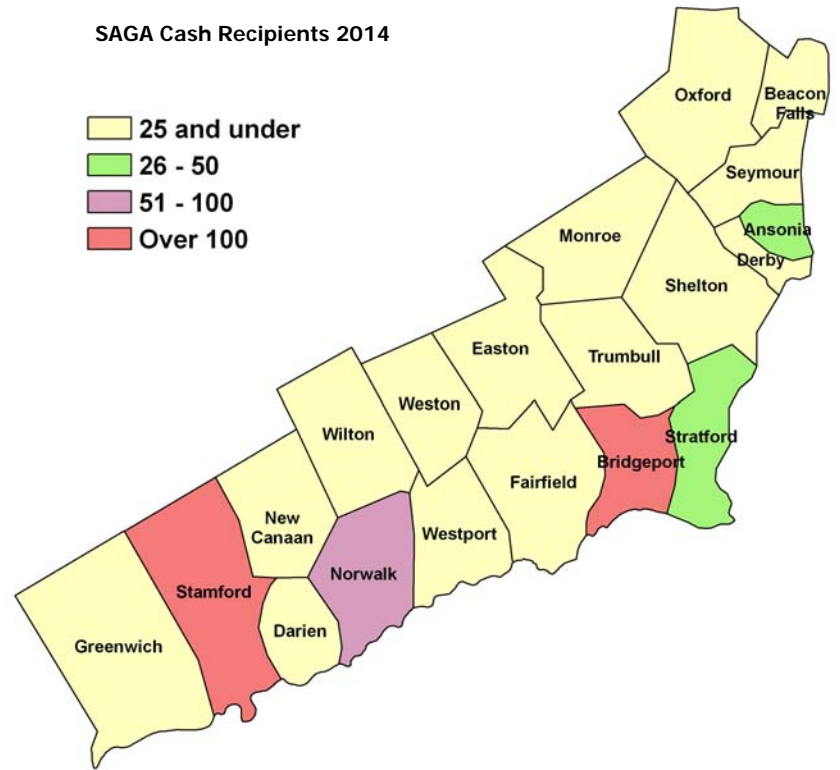 SAGA Cash Recipients 2014
25 and under
26 - 50
51 - 100
Over 100
Oxford
Beacon
Falls
Seymour
Ansonia
Derby
Monroe
Shelton
Easton
Trumbull
Weston
Stratford
Wilton
Bridgeport
Fairfield
New
Canaan
Westport
Norwalk
Stamford
Darien
Greenwich